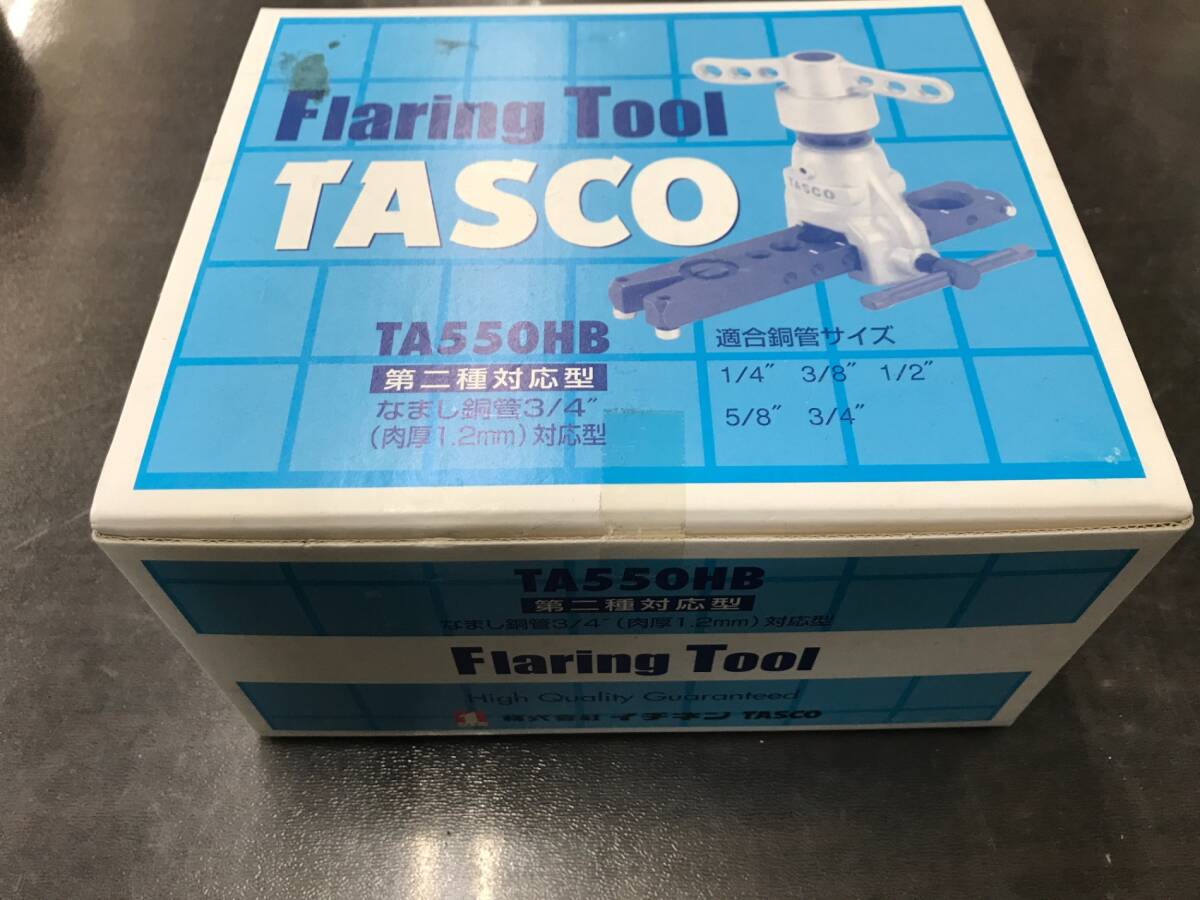 Flaring Tool
TASCO
TASCO
TA550HB
第二種対応型
なまし銅管3/4″
(肉厚1.2mm)対応型
適合銅管サイズ
1/4″ 3/8″ 1/2″
5/8″ 3/4″
TA550HB
第二種対応型
なまし銅管3/4″(肉厚1.2mm)対応型
Flaring Tool
High Quality Guaranteed
株式会社 イチネン TASCO